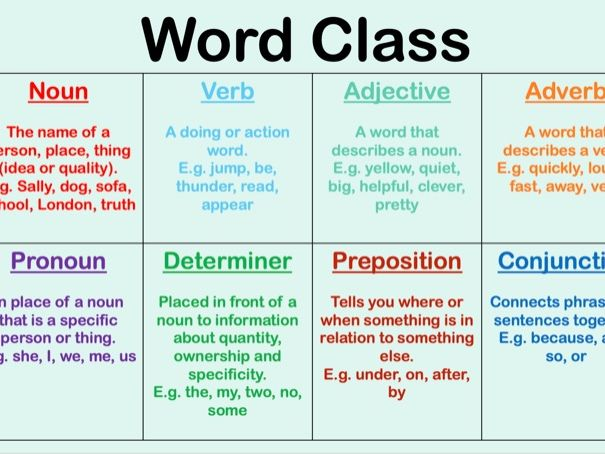 Word Class
Noun
The name of a
erson, place, thing
(idea or quality).
g. Sally, dog, sofa,
hool, London, truth
Verb
A doing or action
word.
E.g. jump, be,
thunder, read,
appear
Adjective
A word that
describes a noun.
E.g. yellow, quiet,
big, helpful, clever,
pretty
Adverb
A word that
describes a ve
E.g. quickly, lou
fast, away, ve
Pronoun
n place of a noun
that is a specific
person or thing.
g. she, I, we, me, us
Determiner
Placed in front of a
noun to information
about quantity,
ownership and
specificity.
E.g. the, my, two, no,
some
Preposition
Tells you where or
when something is in
relation to something
else.
E.g. under, on, after,
by
Conjuncti
Connects phras
sentences toge
E.g. because, a
so, or